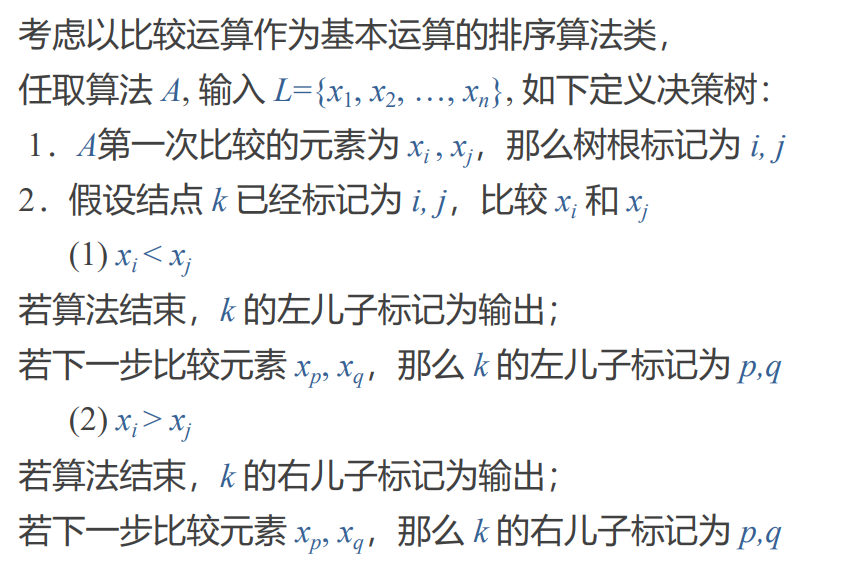 考虑以比较运算作为基本运算的排序算法类，
任取算法 A, 输入 L={x₁, x₂, …, xₙ}, 如下定义决策树：
1．A第一次比较的元素为 xᵢ , xⱼ，那么树根标记为 i, j
2．假设结点 k 已经标记为 i, j，比较 xᵢ 和 xⱼ
(1) xᵢ < xⱼ
若算法结束，k 的左儿子标记为输出；
若下一步比较元素 xₚ, x_q，那么 k 的左儿子标记为 p,q
(2) xᵢ > xⱼ
若算法结束，k 的右儿子标记为输出；
若下一步比较元素 xₚ, x_q，那么 k 的右儿子标记为 p,q